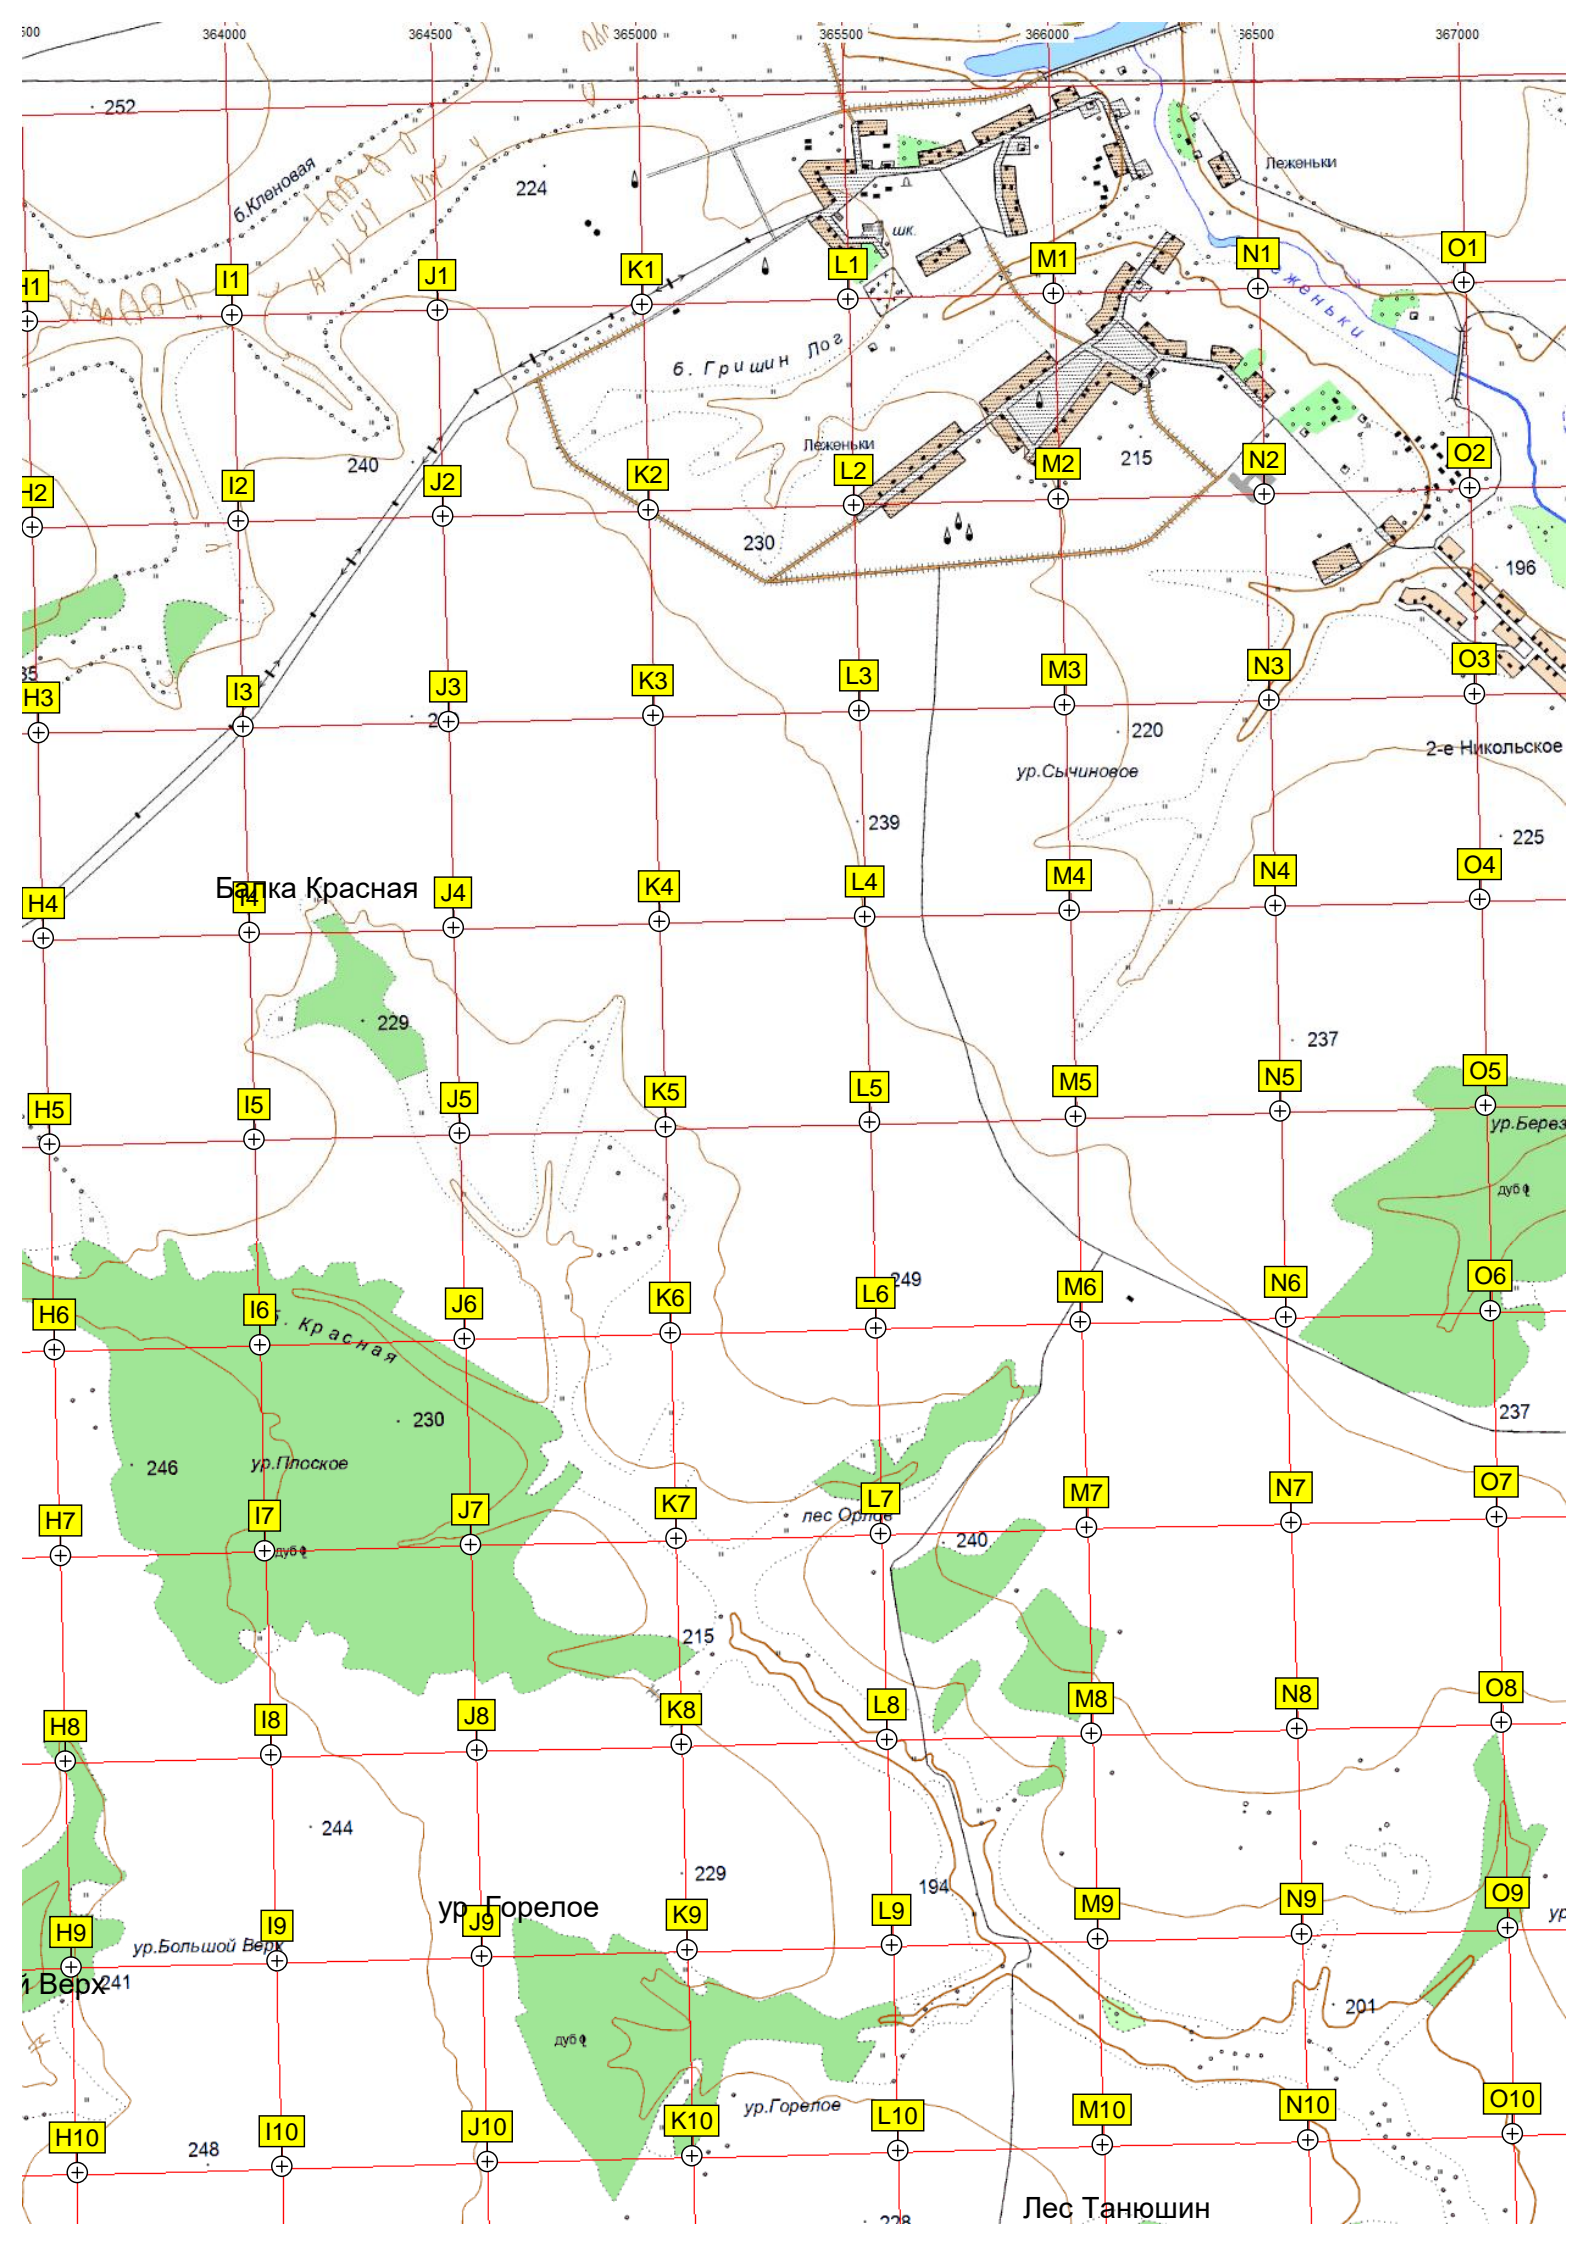 500 364000 364500 365000 365500 366000 366500 367000
252
б.Кленовая
224
Леженьки
шк.
H1 I1 J1 K1 L1 M1 N1 O1
Леженьки
б. Гришин Лог
240
Леженьки
215
H2 I2 J2 K2 L2 M2 N2 O2
230
196
H3 I3 J3 K3 L3 M3 N3 O3
220
2-е Никольское
ур.Сычиновое
239
225
Балка Красная
H4 I4 J4 K4 L4 M4 N4 O4
229
237
H5 I5 J5 K5 L5 M5 N5 O5
ур.Берез
дуб
249
H6 I6 J6 K6 L6 M6 N6 O6
б. Красная
230
237
246
ур.Плоское
H7 I7 J7 K7 L7 M7 N7 O7
лес Орлов
240
дуб
215
H8 I8 J8 K8 L8 M8 N8 O8
244
229
194
ур. Горелое
H9 I9 J9 K9 L9 M9 N9 O9
ур
ур.Большой Верх
й Верх
241
201
дуб
ур.Горелое
H10 I10 J10 K10 L10 M10 N10 O10
248
Лес Танюшин
228